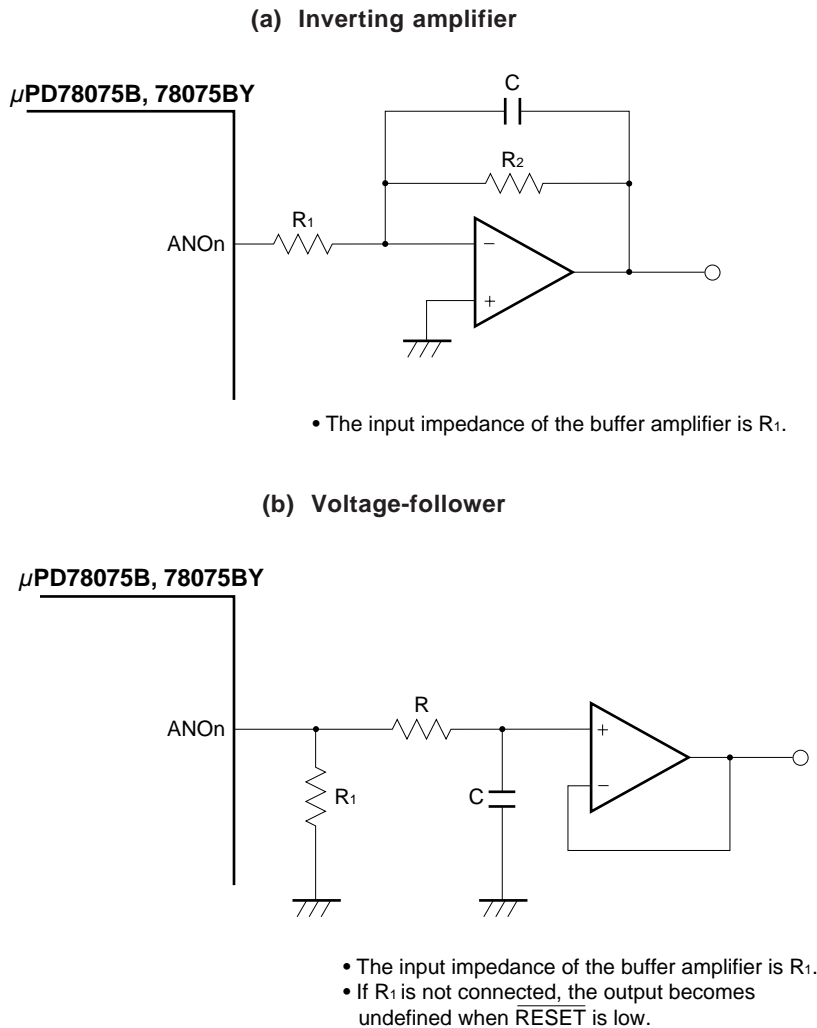 (a) Inverting amplifier
μPD78075B, 78075BY
C
R2
R1
ANOn
−
+
• The input impedance of the buffer amplifier is R1.
(b) Voltage-follower
μPD78075B, 78075BY
R
ANOn
+
R1
C
−
• The input impedance of the buffer amplifier is R1.
• If R1 is not connected, the output becomes
undefined when R̅E̅S̅E̅T̅ is low.